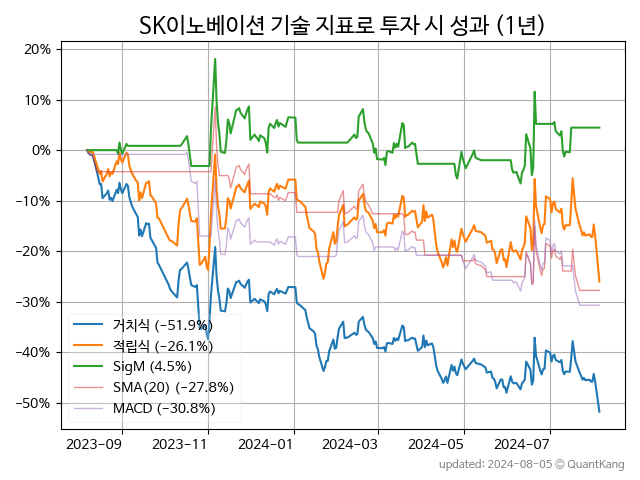 SK이노베이션 기술 지표로 투자 시 성과 (1년)
20%
10%
0%
−10%
−20%
−30%
−40%
−50%
거치식 (−51.9%)
적립식 (−26.1%)
SigM (4.5%)
SMA(20) (−27.8%)
MACD (−30.8%)
2023-09
2023-11
2024-01
2024-03
2024-05
2024-07
updated: 2024-08-05 © QuantKang